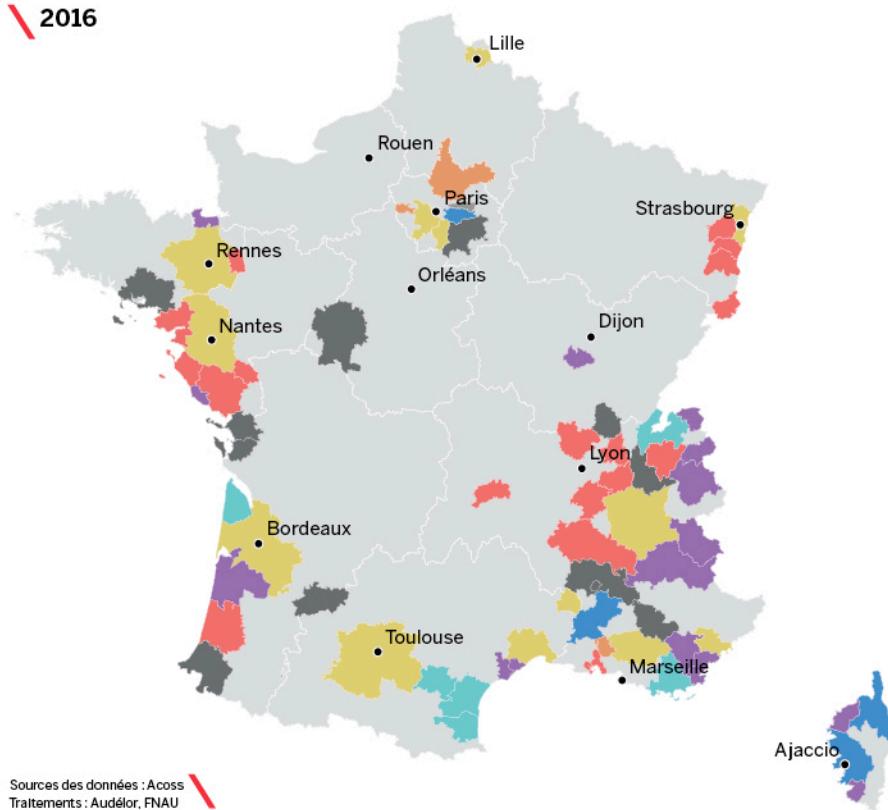 2016
Lille
Rouen
Paris
Strasbourg
Rennes
Orléans
Nantes
Dijon
Lyon
Bordeaux
Toulouse
Marseille
Ajaccio
Sources des données : Acoss
Traitements : Audélor, FNAU